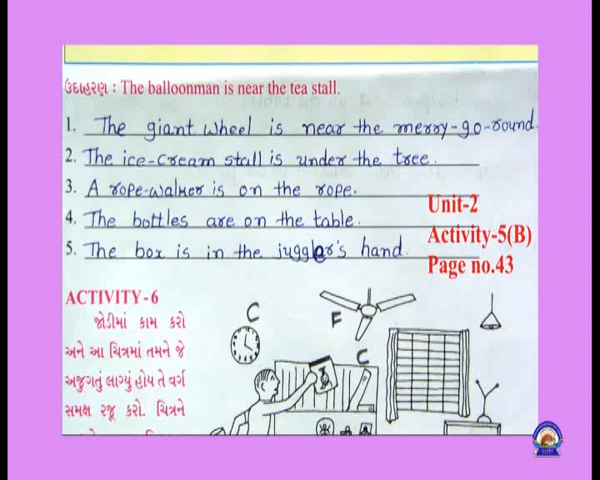 ઉદાહરણ : The balloonman is near the tea stall.
1. The giant wheel is near the merry-go-round.
2. The ice-cream stall is under the tree.
3. A rope-walker is on the rope.
4. The bottles are on the table.
5. The box is in the juggler's hand.
Unit-2
Activity-5(B)
Page no.43
ACTIVITY-6
જોડીમાં કામ કરો
અને આ ચિત્રમાં તમને જે
અજુગતું લાગ્યું હોય તે વર્ગ
સમક્ષ રજૂ કરો. ચિત્રને
C
F
C